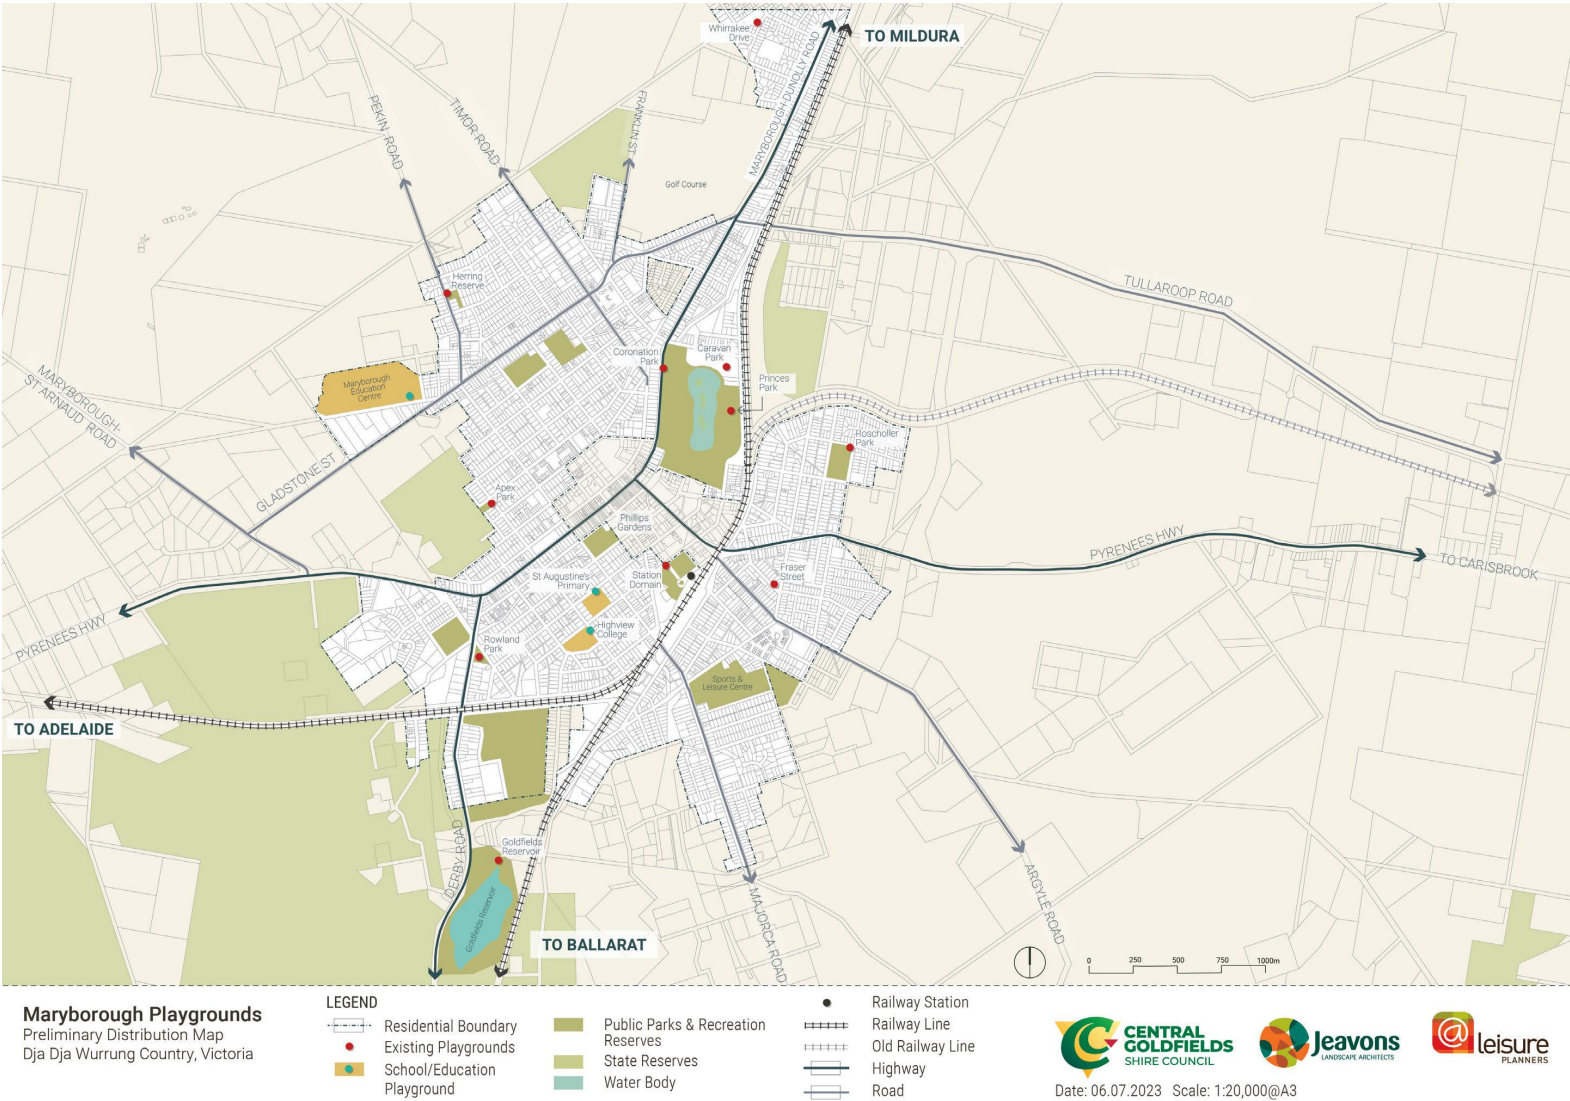 Whirrakee
Drive
TO MILDURA
MARYBOROUGH DUNOLLY ROAD
PEKIN ROAD
TIMOR ROAD
FRANKLIN ST
Golf Course
Herring
Reserve
TULLAROOP ROAD
Coronation
Park
Caravan
Park
Princes
Park
Maryborough
Education
Centre
MARYBOROUGH-
ST ARNAUD ROAD
GLADSTONE ST
Roscholler
Park
Apex
Park
Phillips
Gardens
PYRENEES HWY
TO CARISBROOK
St Augustine's
Primary
Station
Domain
Fraser
Street
PYRENEES HWY
Highview
College
Rowland
Park
Sports &
Leisure Centre
TO ADELAIDE
DERBY ROAD
Goldfields
Reservoir
Goldfields Reservoir
TO BALLARAT
MAJORCA ROAD
ARGYLE ROAD
0 250 500 750 1000m
Maryborough Playgrounds
Preliminary Distribution Map
Dja Dja Wurrung Country, Victoria
LEGEND
Residential Boundary
Existing Playgrounds
School/Education
Playground
Public Parks & Recreation
Reserves
State Reserves
Water Body
Railway Station
Railway Line
Old Railway Line
Highway
Road
CENTRAL
GOLDFIELDS
SHIRE COUNCIL
Jeavons
LANDSCAPE ARCHITECTS
@leisure
PLANNERS
Date: 06.07.2023 Scale: 1:20,000@A3